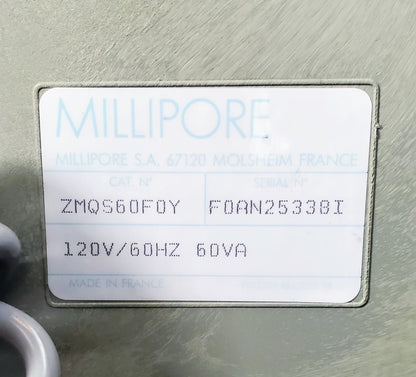 MILLIPORE
MILLIPORE S.A. 67120 MOLSHEIM FRANCE
CAT. N° SERIAL N°
ZMQS60F0Y F0AN25338I
120V/60HZ 60VA
MADE IN FRANCE